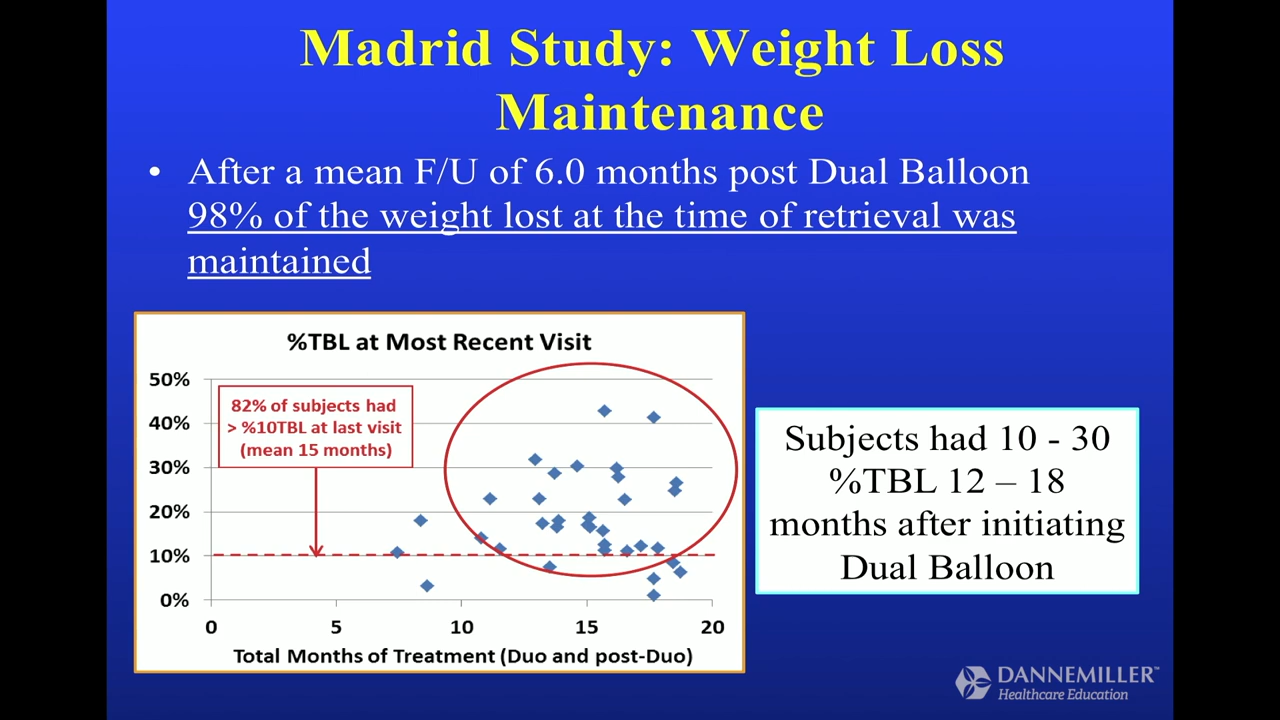 Madrid Study: Weight Loss
Maintenance
• After a mean F/U of 6.0 months post Dual Balloon
98% of the weight lost at the time of retrieval was
maintained
%TBL at Most Recent Visit
50%
40%
30%
20%
10%
0%
82% of subjects had
> %10TBL at last visit
(mean 15 months)
0 5 10 15 20
Total Months of Treatment (Duo and post-Duo)
Subjects had 10 - 30
%TBL 12 – 18
months after initiating
Dual Balloon
DANNEMILLER™
Healthcare Education